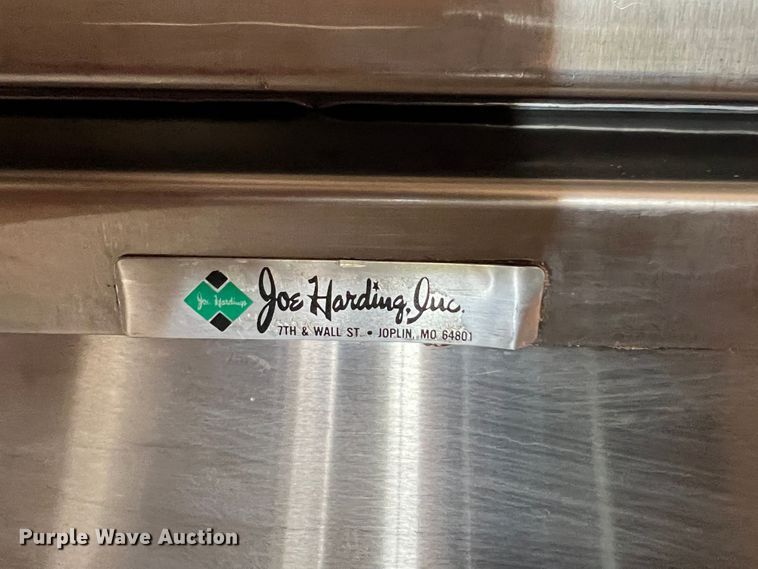 Joe Harding's
Joe Harding, Inc.
7TH & WALL ST. • JOPLIN, MO 64801
Purple Wave Auction